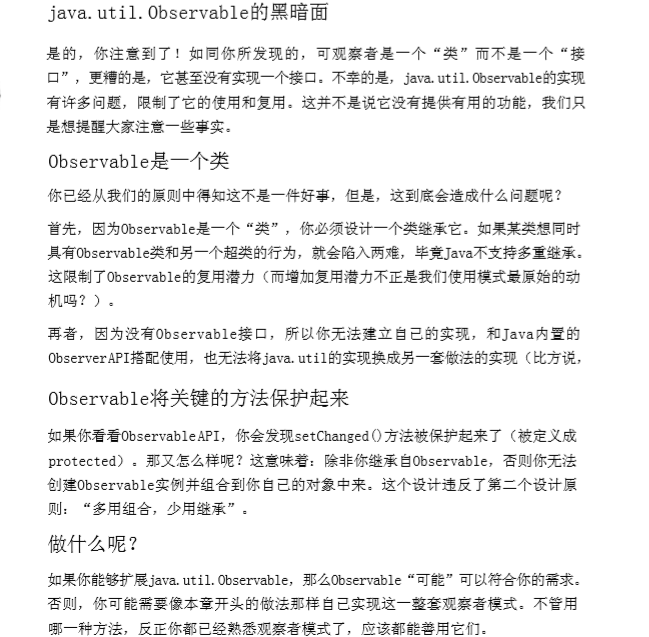 java.util.Observable的黑暗面
是的，你注意到了！如同你所发现的，可观察者是一个“类”而不是一个“接
口”，更糟的是，它甚至没有实现一个接口。不幸的是，java.util.Observable的实现
有许多问题，限制了它的使用和复用。这并不是说它没有提供有用的功能，我们只
是想提醒大家注意一些事实。
Observable是一个类
你已经从我们的原则中得知这不是一件好事，但是，这到底会造成什么问题呢？
首先，因为Observable是一个“类”，你必须设计一个类继承它。如果某类想同时
具有Observable类和另一个超类的行为，就会陷入两难，毕竟Java不支持多重继承。
这限制了Observable的复用潜力（而增加复用潜力不正是我们使用模式最原始的动
机吗？）。
再者，因为没有Observable接口，所以你无法建立自己的实现，和Java内置的
ObserverAPI搭配使用，也无法将java.util的实现换成另一套做法的实现（比方说，
Observable将关键的方法保护起来
如果你看看ObservableAPI，你会发现setChanged()方法被保护起来了（被定义成
protected）。那又怎么样呢？这意味着：除非你继承自Observable，否则你无法
创建Observable实例并组合到你自己的对象中来。这个设计违反了第二个设计原
则：“多用组合，少用继承”。
做什么呢？
如果你能够扩展java.util.Observable，那么Observable“可能”可以符合你的需求。
否则，你可能需要像本章开头的做法那样自己实现这一整套观察者模式。不管用
哪一种方法，反正你都已经熟悉观察者模式了，应该都能善用它们。